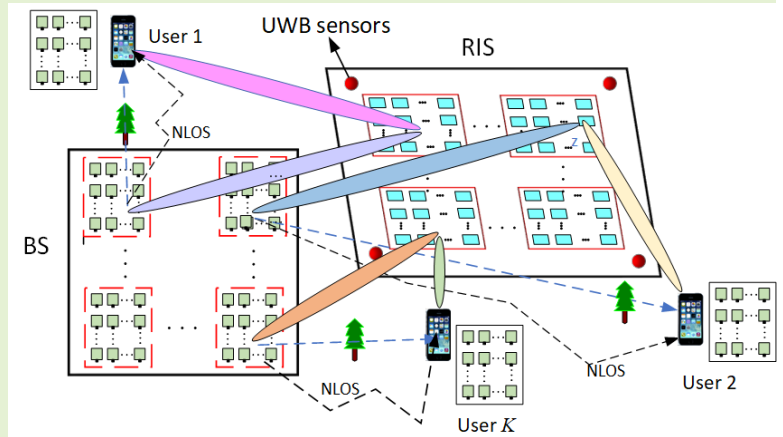 UWB sensors
User 1
RIS
NLOS
Z
BS
NLOS
NLOS
User 2
User K